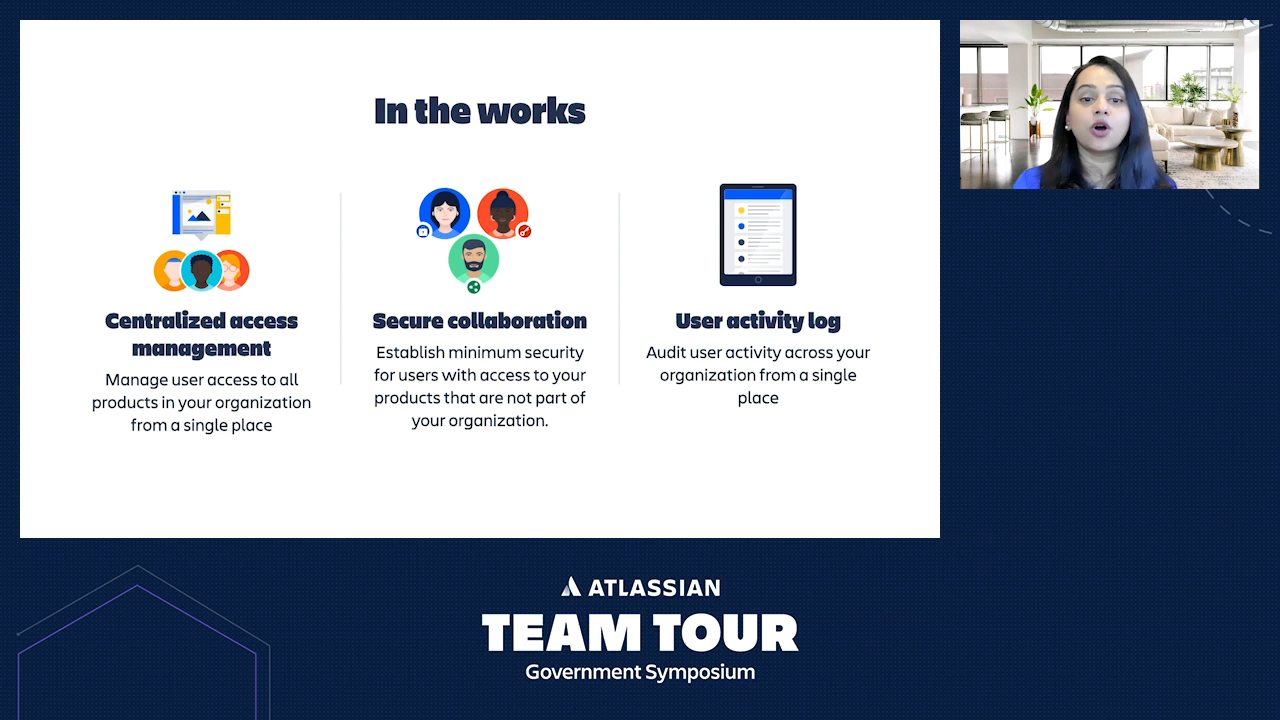 In the works
Centralized access
management
Manage user access to all
products in your organization
from a single place
Secure collaboration
Establish minimum security
for users with access to your
products that are not part of
your organization.
User activity log
Audit user activity across your
organization from a single
place
ATLASSIAN
TEAM TOUR
Government Symposium